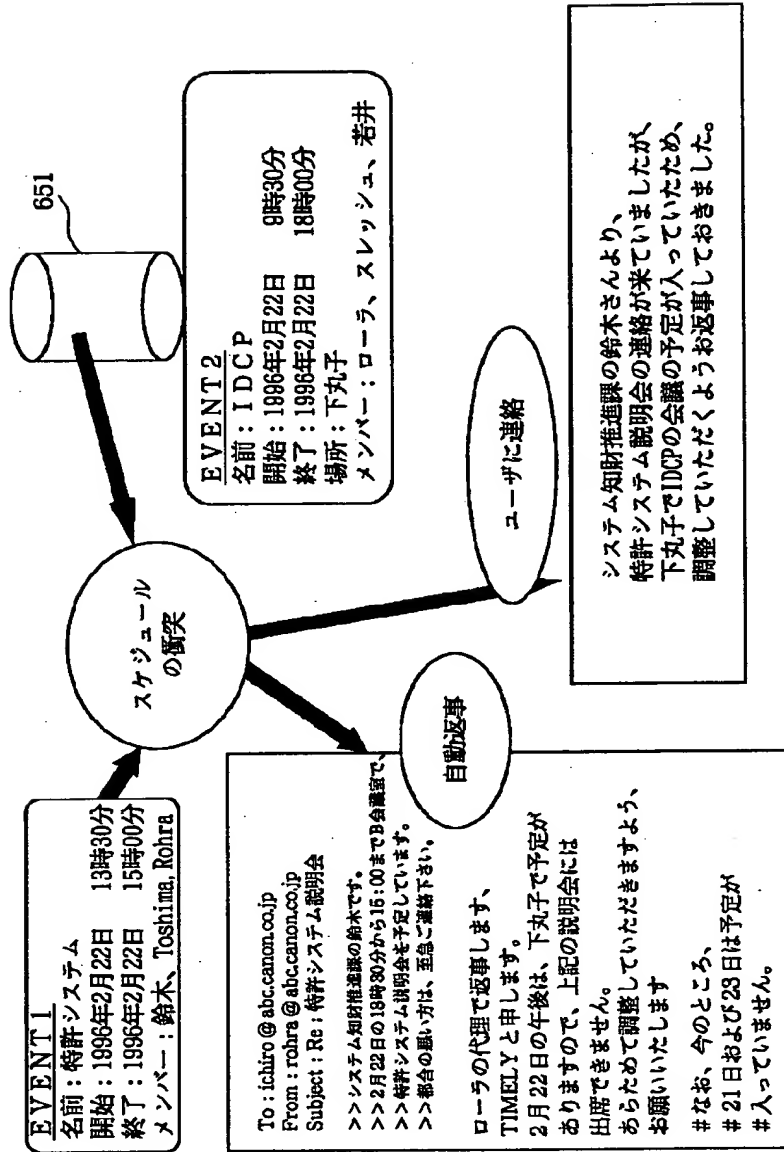 EVENT1
名前：特許システム
開始：1996年2月22日　13時30分
終了：1996年2月22日　15時00分
メンバー：鈴木、Toshima, Rohra
スケジュール
の衝突
651
EVENT2
名前：IDCP
開始：1996年2月22日　9時30分
終了：1996年2月22日　18時00分
場所：下丸子
メンバー：ローラ、スレッシュ、若井
To : ichiro @ abc.canon.co.jp
From : rohra @ abc.canon.co.jp
Subject : Re ; 特許システム説明会
>>システム知財推進課の鈴木です。
>>2月22日の13時30分から15:00までB会議室で、
>>特許システム説明会を予定しています。
>>都合の悪い方は、至急ご連絡下さい。
ローラの代理で返事します、
TIMELYと申します。
2月22日の午後は、下丸子で予定が
ありますので、上記の説明会には
出席できません。
あらためて調整していただきますよう、
お願いいたします
#なお、今のところ、
#21日および23日は予定が
#入っていません。
自動返事
ユーザに連絡
システム知財推進課の鈴木さんより、
特許システム説明会の連絡が来ていましたが、
下丸子でIDCPの会議の予定が入っていたため、
調整していただくようお返事しておきました。